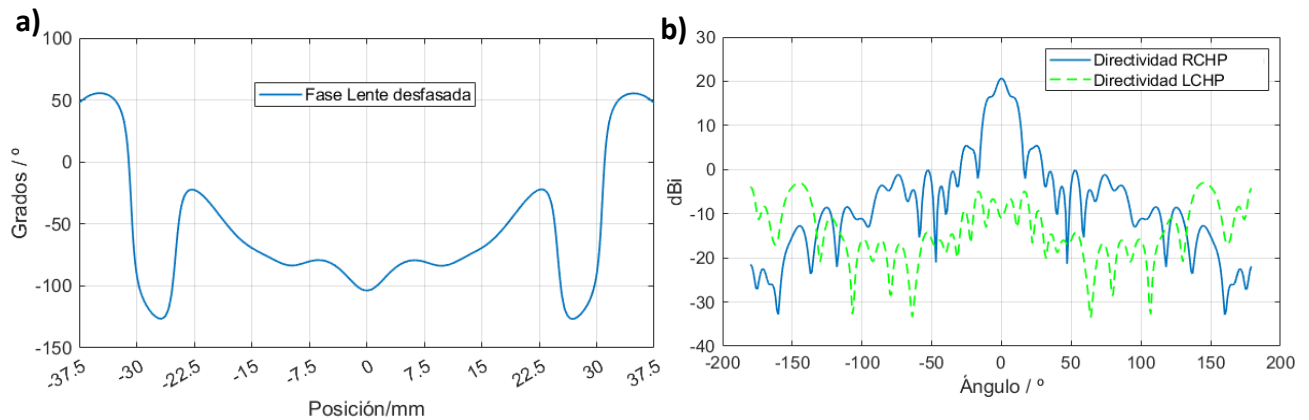 a)
100
50
0
-50
-100
-150
Grados / º
Fase Lente desfasada
-37.5 -30 -22.5 -15 -7.5 0 7.5 15 22.5 30 37.5
Posición/mm
b)
30
20
10
0
-10
-20
-30
-40
dBi
Directividad RCHP
Directividad LCHP
-200 -150 -100 -50 0 50 100 150 200
Ángulo / º